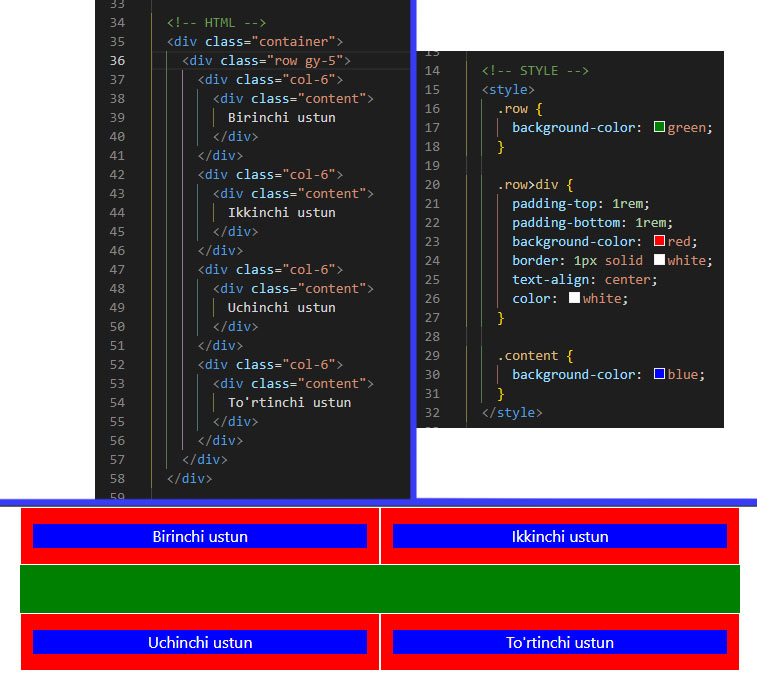 33
34 <!-- HTML -->
35 <div class="container">
36 <div class="row gy-5">
37 <div class="col-6">
38 <div class="content">
39 Birinchi ustun
40 </div>
41 </div>
42 <div class="col-6">
43 <div class="content">
44 Ikkinchi ustun
45 </div>
46 </div>
47 <div class="col-6">
48 <div class="content">
49 Uchinchi ustun
50 </div>
51 </div>
52 <div class="col-6">
53 <div class="content">
54 To'rtinchi ustun
55 </div>
56 </div>
57 </div>
58 </div>
59
13
14 <!-- STYLE -->
15 <style>
16 .row {
17 background-color: green;
18 }
19
20 .row>div {
21 padding-top: 1rem;
22 padding-bottom: 1rem;
23 background-color: red;
24 border: 1px solid white;
25 text-align: center;
26 color: white;
27 }
28
29 .content {
30 background-color: blue;
31 }
32 </style>
Birinchi ustun
Ikkinchi ustun
Uchinchi ustun
To'rtinchi ustun